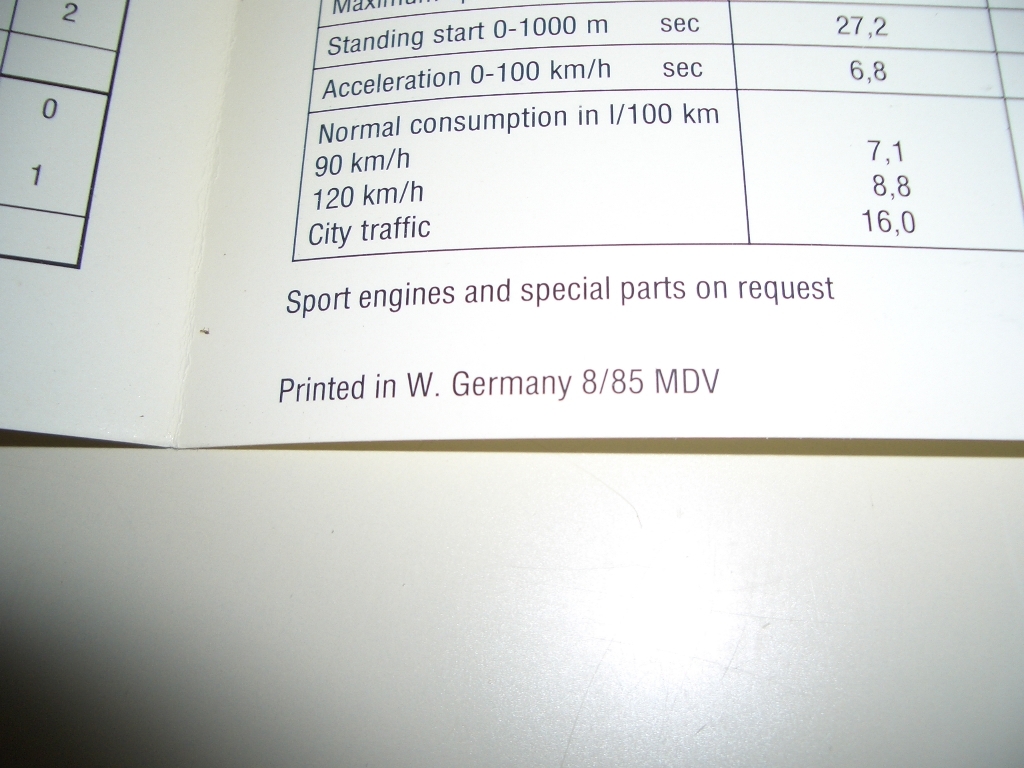 2
0
1
Standing start 0-1000 m sec 27,2
Acceleration 0-100 km/h sec 6,8
Normal consumption in l/100 km
90 km/h 7,1
120 km/h 8,8
City traffic 16,0
Sport engines and special parts on request
Printed in W. Germany 8/85 MDV